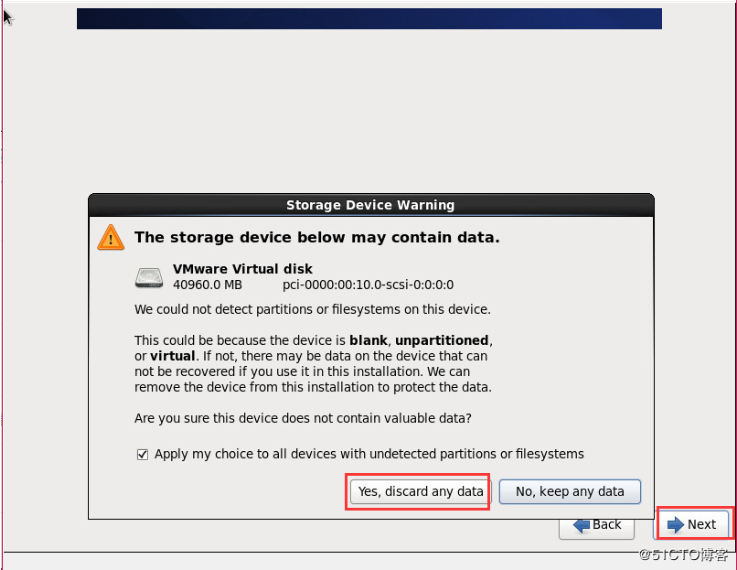 Storage Device Warning
The storage device below may contain data.
VMware Virtual disk
40960.0 MB pci-0000:00:10.0-scsi-0:0:0:0
We could not detect partitions or filesystems on this device.
This could be because the device is blank, unpartitioned,
or virtual. If not, there may be data on the device that can
not be recovered if you use it in this installation. We can
remove the device from this installation to protect the data.
Are you sure this device does not contain valuable data?
Apply my choice to all devices with undetected partitions or filesystems
Yes, discard any data No, keep any data
Back Next
@51CTO博客